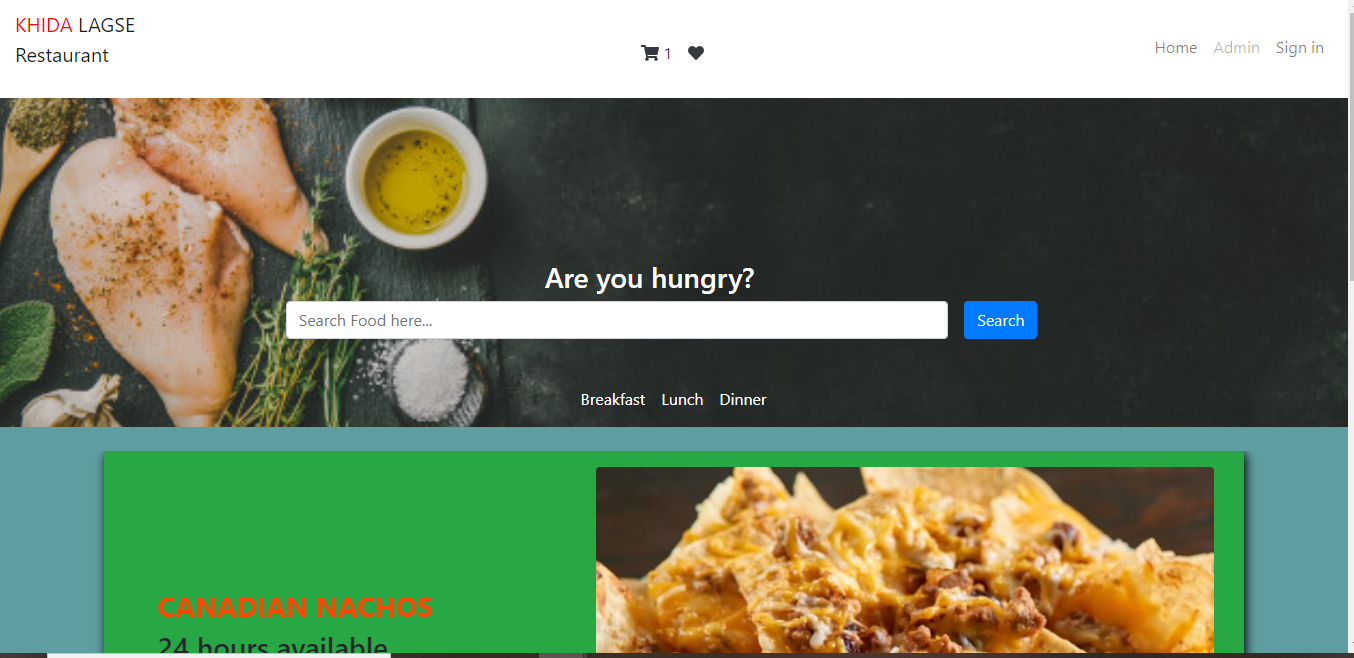 KHIDA LAGSE
Restaurant
1
Home Admin Sign in
Are you hungry?
Search Food here...
Search
Breakfast Lunch Dinner
CANADIAN NACHOS
24 hours available